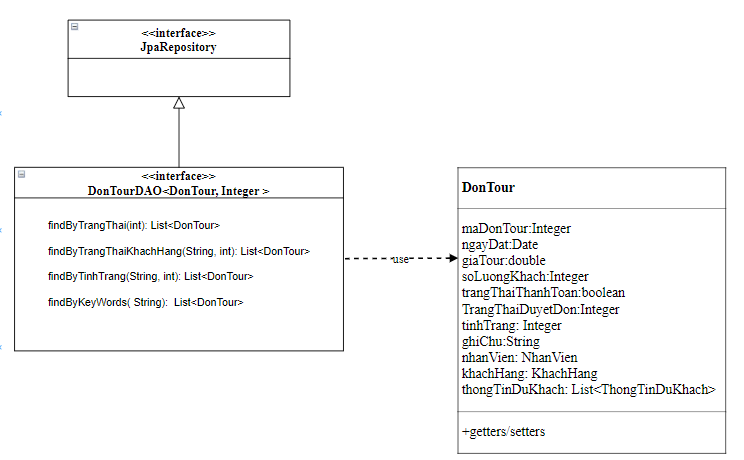 <<interface>>
JpaRepository
<<interface>>
DonTourDAO<DonTour, Integer >
findByTrangThai(int): List<DonTour>
findByTrangThaiKhachHang(String, int): List<DonTour>
findByTinhTrang(String, int): List<DonTour>
findByKeyWords( String):  List<DonTour>
use
DonTour
maDonTour:Integer
ngayDat:Date
giaTour:double
soLuongKhach:Integer
trangThaiThanhToan:boolean
TrangThaiDuyetDon:Integer
tinhTrang: Integer
ghiChu:String
nhanVien: NhanVien
khachHang: KhachHang
thongTinDuKhach: List<ThongTinDuKhach>
+getters/setters